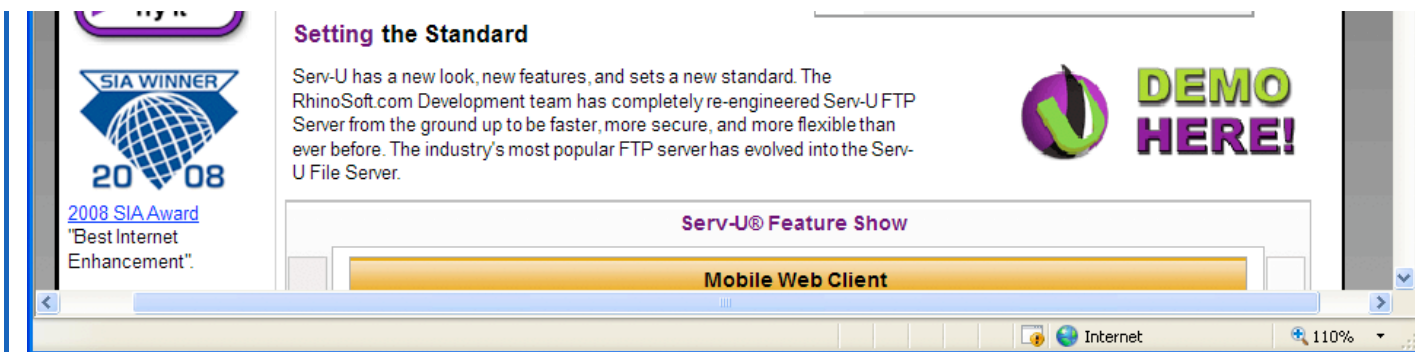 Try It
Setting the Standard
SIA WINNER
2008
2008 SIA Award
"Best Internet
Enhancement".
Serv-U has a new look, new features, and sets a new standard. The
RhinoSoft.com Development team has completely re-engineered Serv-U FTP
Server from the ground up to be faster, more secure, and more flexible than
ever before. The industry's most popular FTP server has evolved into the Serv-
U File Server.
DEMO
HERE!
Serv-U® Feature Show
Mobile Web Client
Internet
110%